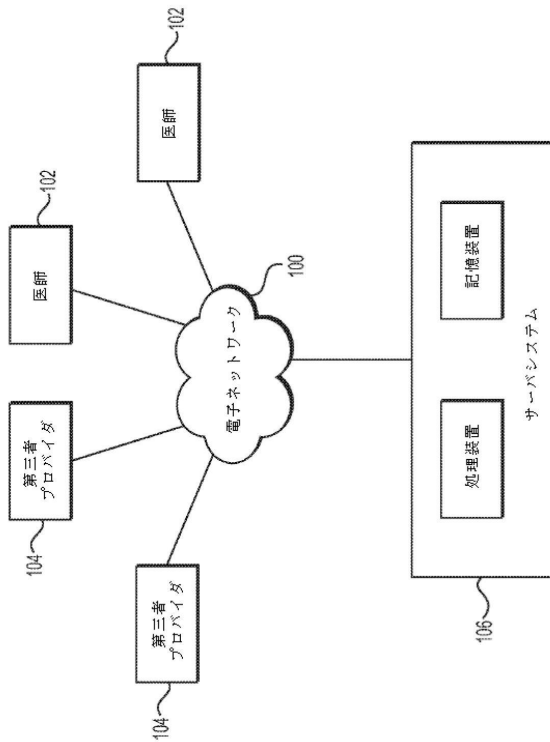 104
第三者
プロバイダ
医師
102
104
第三者
プロバイダ
医師
102
電子ネットワーク
100
106
処理装置
記憶装置
サーバシステム